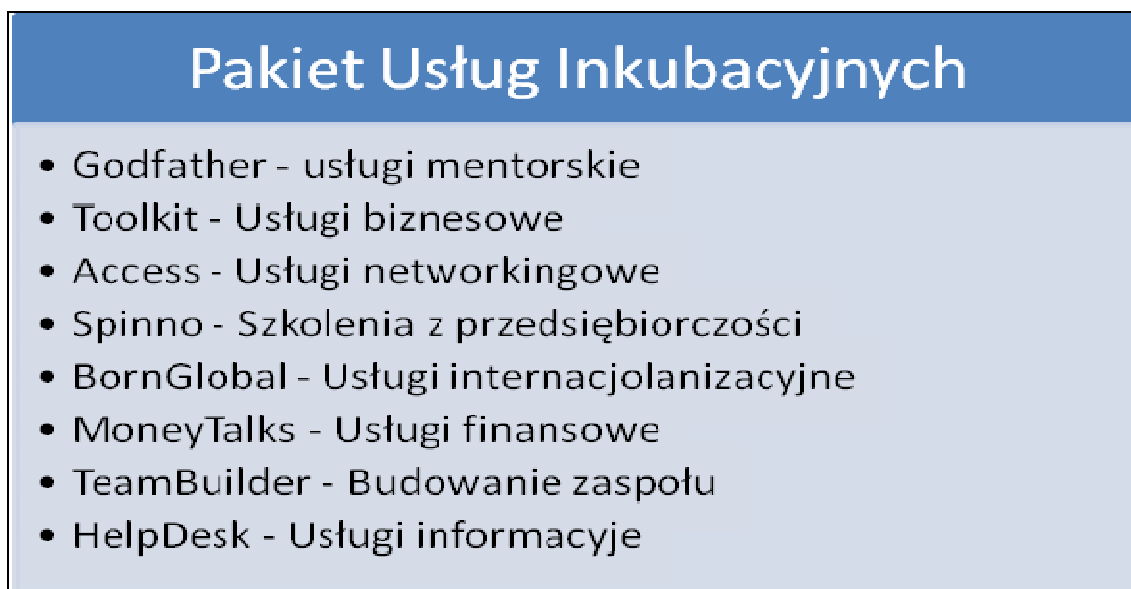 Pakiet Usług Inkubacyjnych
• Godfather - usługi mentorskie
• Toolkit - Usługi biznesowe
• Access - Usługi networkingowe
• Spinno - Szkolenia z przedsiębiorczości
• BornGlobal - Usługi internacjolanizacyjne
• MoneyTalks - Usługi finansowe
• TeamBuilder - Budowanie zaspołu
• HelpDesk - Usługi informacyje